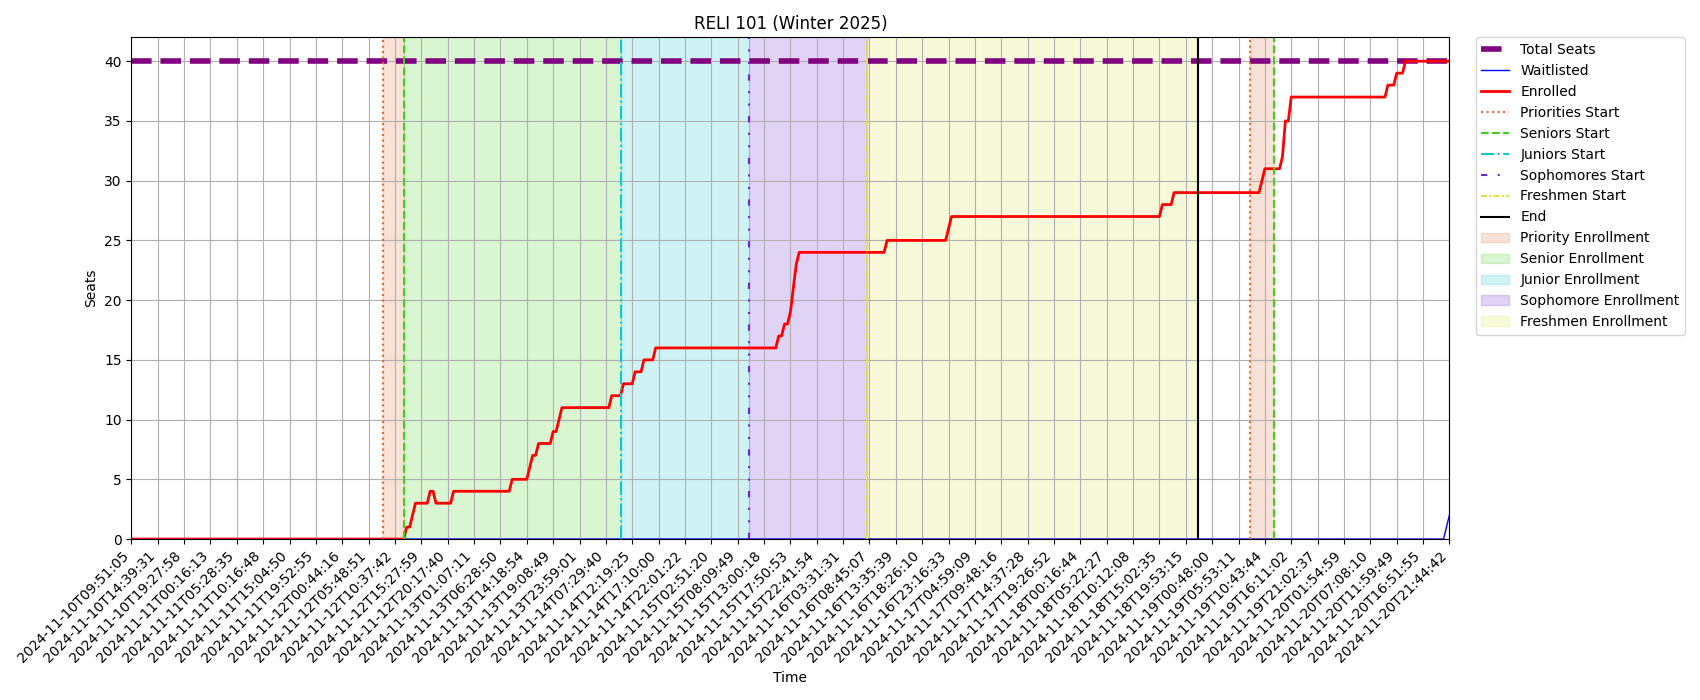 RELI 101 (Winter 2025)
Seats
40
35
30
25
20
15
10
5
0
2024-11-10T09:51:05
2024-11-10T14:39:31
2024-11-10T19:27:58
2024-11-11T00:16:13
2024-11-11T05:28:35
2024-11-11T10:16:48
2024-11-11T15:04:50
2024-11-11T19:52:55
2024-11-12T00:44:16
2024-11-12T05:48:51
2024-11-12T10:37:42
2024-11-12T15:27:59
2024-11-12T20:17:40
2024-11-13T01:07:11
2024-11-13T06:28:50
2024-11-13T14:18:54
2024-11-13T19:08:49
2024-11-13T23:59:01
2024-11-14T07:29:40
2024-11-14T12:19:25
2024-11-14T17:10:00
2024-11-14T22:01:22
2024-11-15T02:51:20
2024-11-15T08:09:49
2024-11-15T13:00:18
2024-11-15T17:50:53
2024-11-15T22:41:54
2024-11-16T03:31:31
2024-11-16T08:45:07
2024-11-16T13:35:39
2024-11-16T18:26:10
2024-11-16T23:16:33
2024-11-17T04:59:09
2024-11-17T09:48:16
2024-11-17T14:37:28
2024-11-17T19:26:52
2024-11-18T00:16:44
2024-11-18T05:22:27
2024-11-18T10:12:08
2024-11-18T15:02:35
2024-11-18T19:53:15
2024-11-19T00:48:00
2024-11-19T05:53:11
2024-11-19T10:43:44
2024-11-19T16:11:02
2024-11-19T21:02:37
2024-11-20T01:54:59
2024-11-20T07:08:10
2024-11-20T11:59:49
2024-11-20T16:51:55
2024-11-20T21:44:42
Time
Total Seats
Waitlisted
Enrolled
Priorities Start
Seniors Start
Juniors Start
Sophomores Start
Freshmen Start
End
Priority Enrollment
Senior Enrollment
Junior Enrollment
Sophomore Enrollment
Freshmen Enrollment